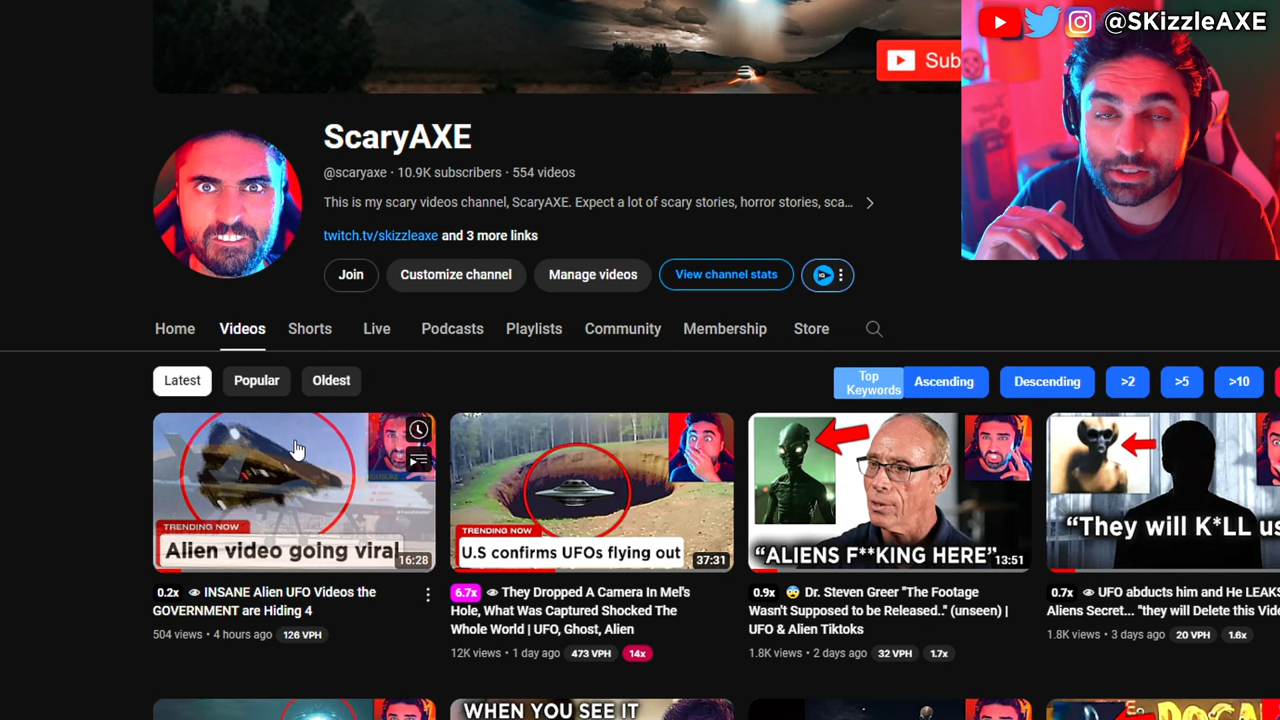 @SKizzleAXE
Sub
ScaryAXE
@scaryaxe · 10.9K subscribers · 554 videos
This is my scary videos channel, ScaryAXE. Expect a lot of scary stories, horror stories, sca...
twitch.tv/skizzleaxe and 3 more links
Join
Customize channel
Manage videos
View channel stats
Home
Videos
Shorts
Live
Podcasts
Playlists
Community
Membership
Store
Latest
Popular
Oldest
Top
Keywords
Ascending
Descending
>2
>5
>10
TRENDING NOW
Alien video going viral
16:28
TRENDING NOW
U.S confirms UFOs flying out
37:31
“ALIENS F**KING HERE”
13:51
“They will K*LL us
0.2x INSANE Alien UFO Videos the
GOVERNMENT are Hiding 4
504 views · 4 hours ago 126 VPH
6.7x They Dropped A Camera In Mel's
Hole, What Was Captured Shocked The
Whole World | UFO, Ghost, Alien
12K views · 1 day ago 473 VPH 14x
0.9x 😨 Dr. Steven Greer "The Footage
Wasn't Supposed to be Released.." (unseen) |
UFO & Alien Tiktoks
1.8K views · 2 days ago 32 VPH 1.7x
0.7x UFO abducts him and He LEAKS
Aliens Secret... "they will Delete this Vide
1.8K views · 3 days ago 20 VPH 1.6x
WHEN YOU SEE IT